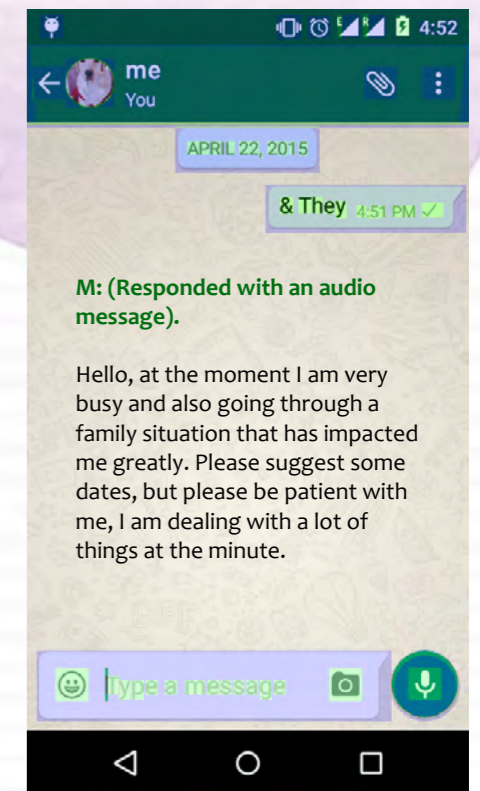 4:52
me
You
APRIL 22, 2015
& They 4:51 PM
M: (Responded with an audio
message).
Hello, at the moment I am very
busy and also going through a
family situation that has impacted
me greatly. Please suggest some
dates, but please be patient with
me, I am dealing with a lot of
things at the minute.
Type a message